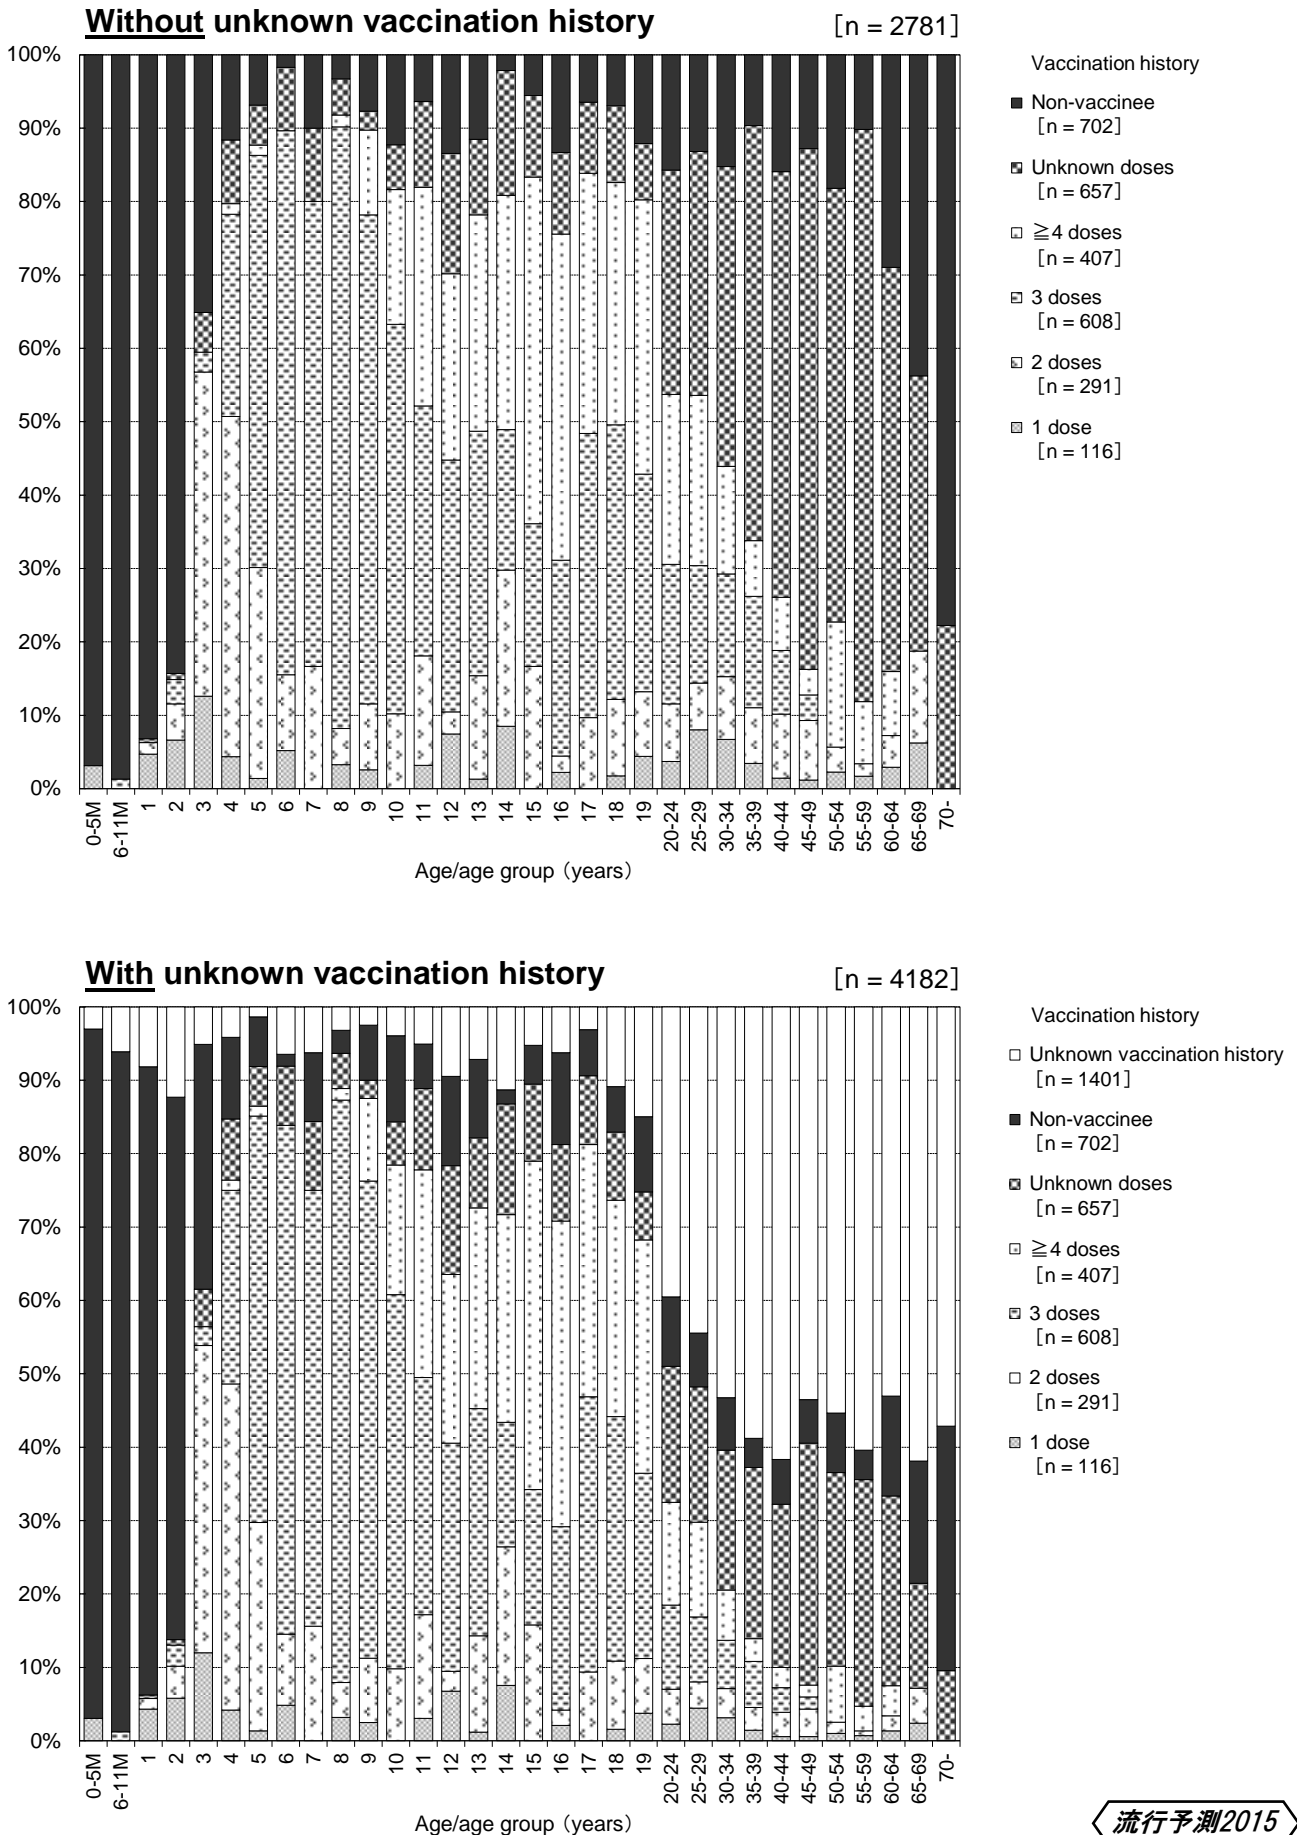 Without unknown vaccination history [n = 2781]
100%
90%
80%
70%
60%
50%
40%
30%
20%
10%
0%
0-5M 6-11M 1 2 3 4 5 6 7 8 9 10 11 12 13 14 15 16 17 18 19 20-24 25-29 30-34 35-39 40-44 45-49 50-54 55-59 60-64 65-69 70-
Age/age group (years)
Vaccination history
Non-vaccinee
[n = 702]
Unknown doses
[n = 657]
≧4 doses
[n = 407]
3 doses
[n = 608]
2 doses
[n = 291]
1 dose
[n = 116]
With unknown vaccination history [n = 4182]
100%
90%
80%
70%
60%
50%
40%
30%
20%
10%
0%
0-5M 6-11M 1 2 3 4 5 6 7 8 9 10 11 12 13 14 15 16 17 18 19 20-24 25-29 30-34 35-39 40-44 45-49 50-54 55-59 60-64 65-69 70-
Age/age group (years)
Vaccination history
Unknown vaccination history
[n = 1401]
Non-vaccinee
[n = 702]
Unknown doses
[n = 657]
≧4 doses
[n = 407]
3 doses
[n = 608]
2 doses
[n = 291]
1 dose
[n = 116]
流行予測2015